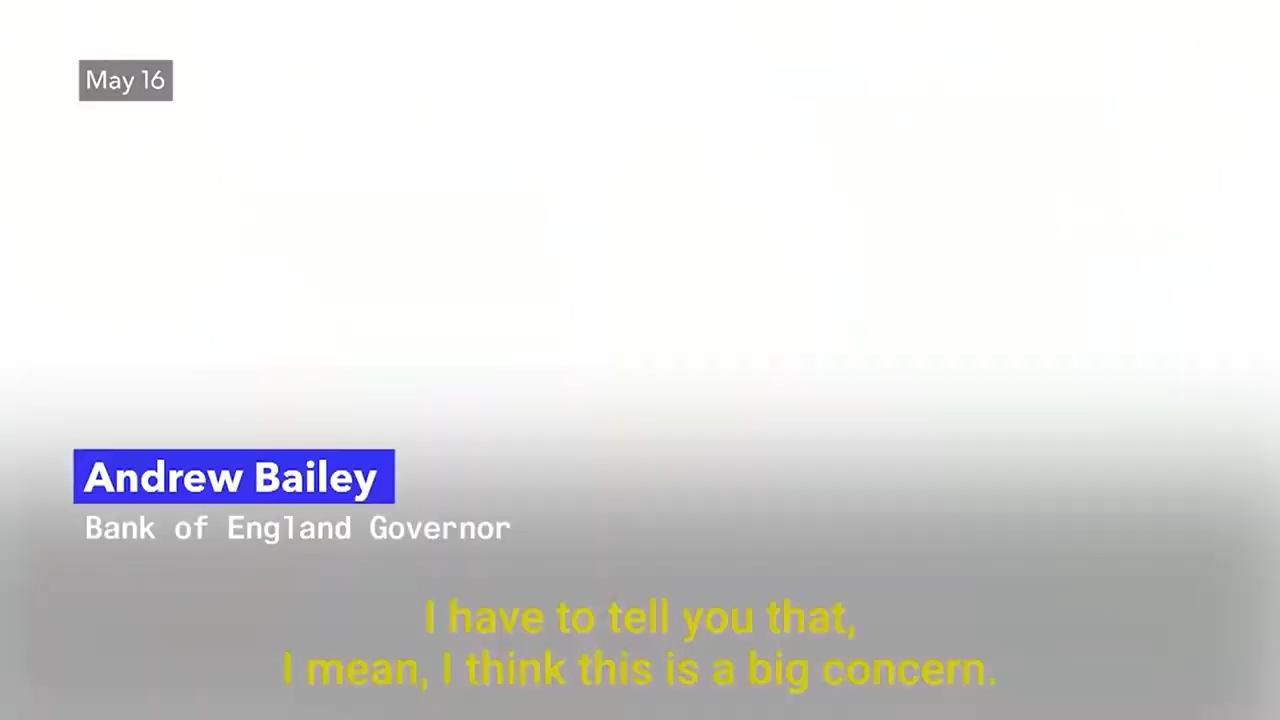 May 16
Andrew Bailey
Bank of England Governor
I have to tell you that,
I mean, I think this is a big concern.